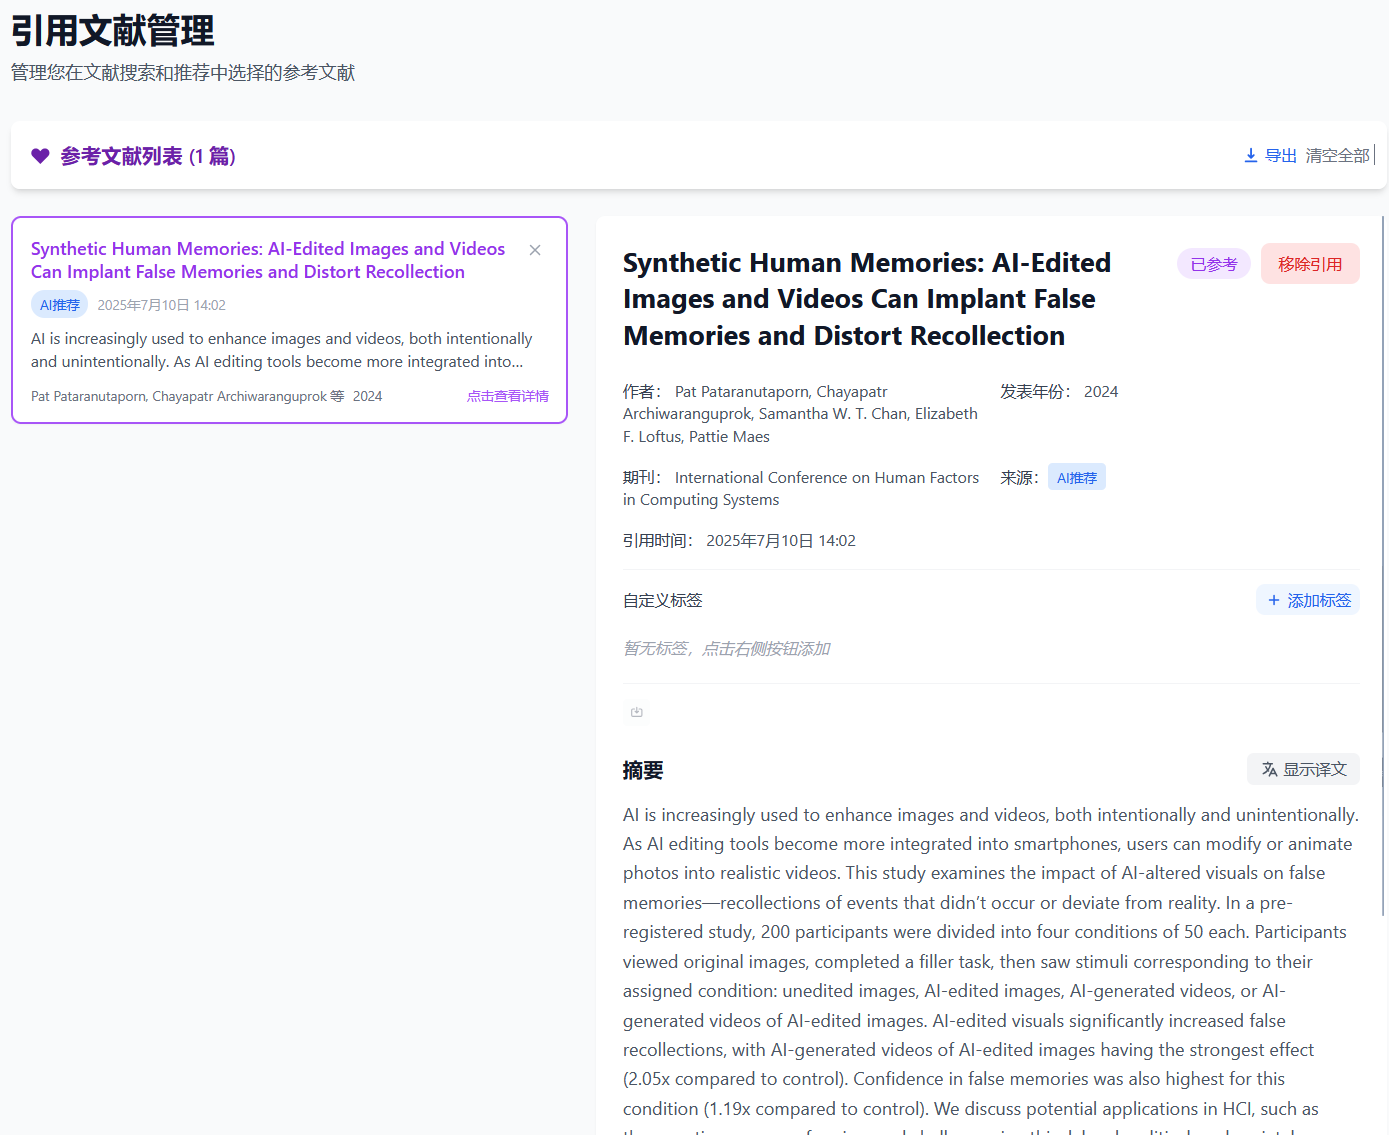 引用文献管理
管理您在文献搜索和推荐中选择的参考文献
参考文献列表 (1 篇)
导出 清空全部
Synthetic Human Memories: AI-Edited Images and Videos
Can Implant False Memories and Distort Recollection
AI推荐 2025年7月10日 14:02
AI is increasingly used to enhance images and videos, both intentionally
and unintentionally. As AI editing tools become more integrated into...
Pat Pataranutaporn, Chayapatr Archiwaranguprok 等 2024 点击查看详情
Synthetic Human Memories: AI-Edited
Images and Videos Can Implant False
Memories and Distort Recollection
已参考 移除引用
作者： Pat Pataranutaporn, Chayapatr
Archiwaranguprok, Samantha W. T. Chan, Elizabeth
F. Loftus, Pattie Maes
发表年份： 2024
期刊： International Conference on Human Factors
in Computing Systems
来源： AI推荐
引用时间： 2025年7月10日 14:02
自定义标签
添加标签
暂无标签，点击右侧按钮添加
摘要
显示译文
AI is increasingly used to enhance images and videos, both intentionally and unintentionally.
As AI editing tools become more integrated into smartphones, users can modify or animate
photos into realistic videos. This study examines the impact of AI-altered visuals on false
memories—recollections of events that didn’t occur or deviate from reality. In a pre-
registered study, 200 participants were divided into four conditions of 50 each. Participants
viewed original images, completed a filler task, then saw stimuli corresponding to their
assigned condition: unedited images, AI-edited images, AI-generated videos, or AI-
generated videos of AI-edited images. AI-edited visuals significantly increased false
recollections, with AI-generated videos of AI-edited images having the strongest effect
(2.05x compared to control). Confidence in false memories was also highest for this
condition (1.19x compared to control). We discuss potential applications in HCI, such as